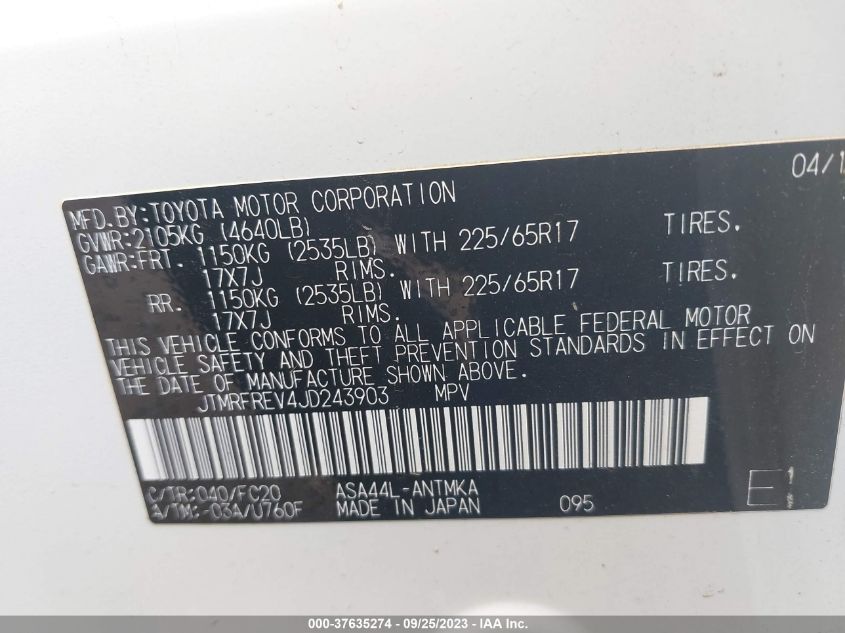 04/1
MFD.BY:TOYOTA MOTOR CORPORATION
GVWR:2105KG (4640LB)
GAWR:FRT. 1150KG (2535LB) WITH 225/65R17 TIRES.
17X7J RIMS.
RR. 1150KG (2535LB) WITH 225/65R17 TIRES.
17X7J RIMS.
THIS VEHICLE CONFORMS TO ALL APPLICABLE FEDERAL MOTOR
VEHICLE SAFETY AND THEFT PREVENTION STANDARDS IN EFFECT ON
THE DATE OF MANUFACTURE SHOWN ABOVE.
JTMRFREV4JD243903 MPV
C/TR:040/FC20 ASA44L-ANTMKA
A/TM:-03A/U760F MADE IN JAPAN 095
E
000-37635274 - 09/25/2023 - IAA Inc.